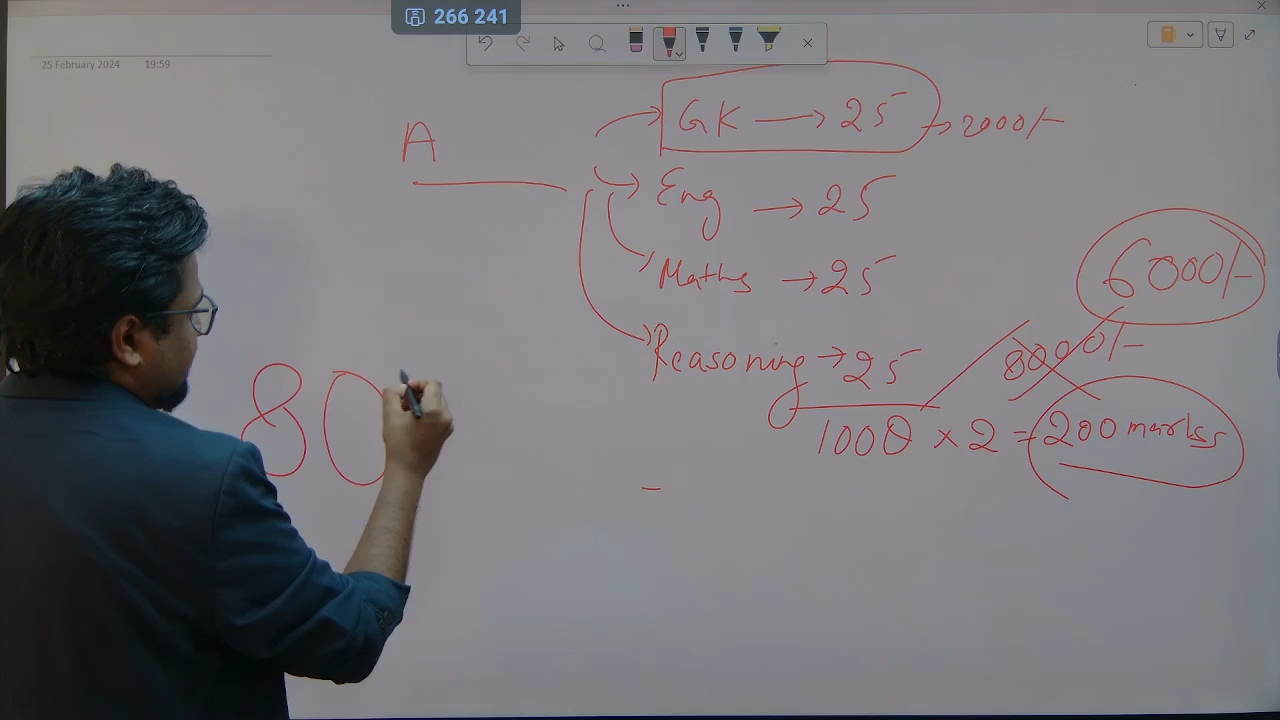 266 241
25 February 2024 19:59
A
GK → 25 → 2000/-
Eng → 25
Maths → 25
6000/-
Reasoning → 25
8000/-
100Q × 2 = 200 marks
80